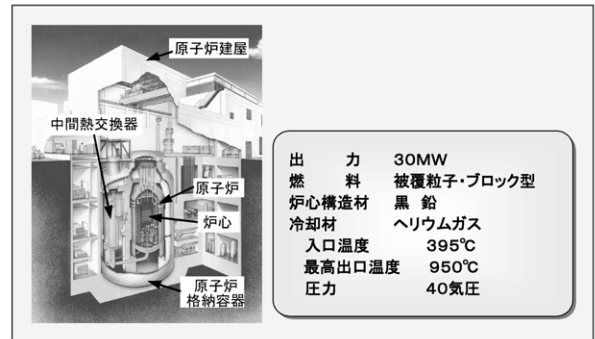 原子炉建屋
中間熱交換器
原子炉
炉心
原子炉
格納容器
出 力 30MW
燃 料 被覆粒子・ブロック型
炉心構造材 黒 鉛
冷却材 ヘリウムガス
入口温度 395℃
最高出口温度 950℃
圧力 40気圧